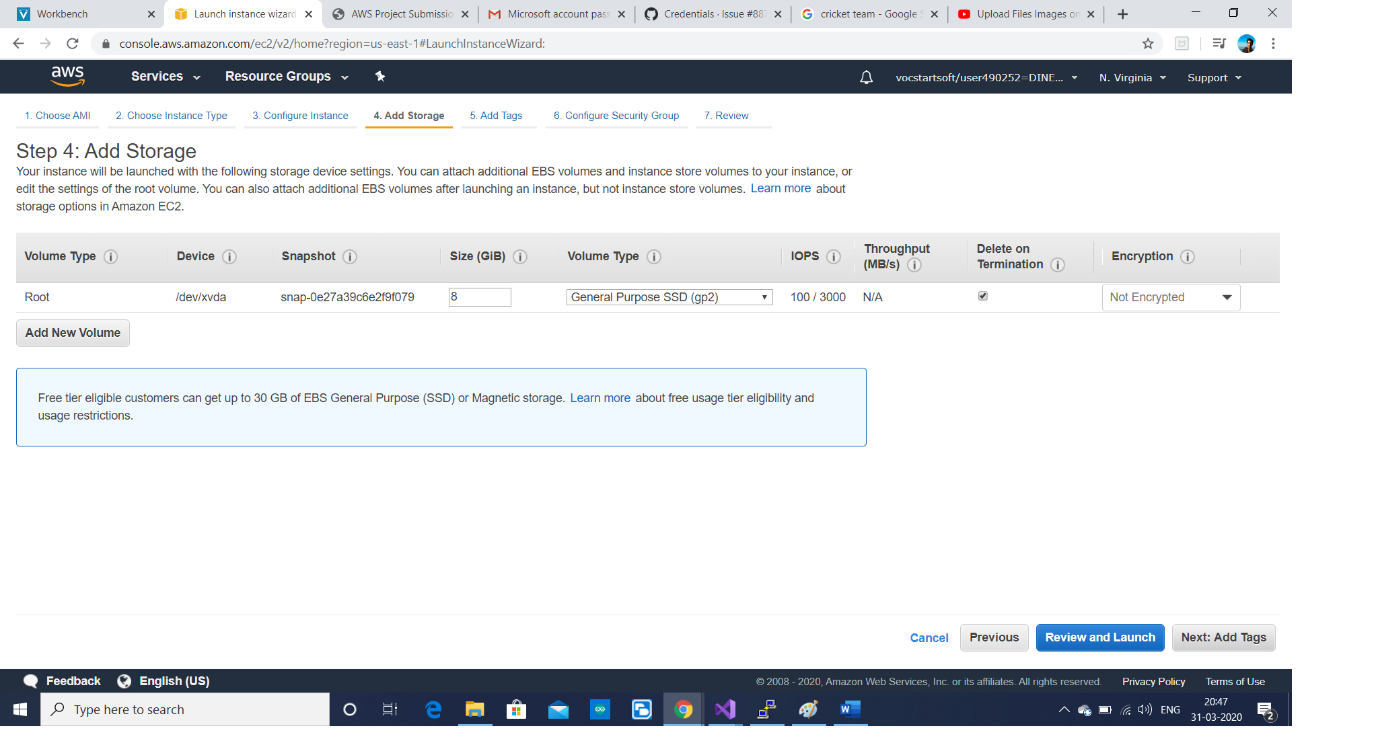 Workbench
Launch instance wizard
AWS Project Submissio
Microsoft account pass
Credentials · Issue #887
cricket team - Google S
Upload Files Images on
console.aws.amazon.com/ec2/v2/home?region=us-east-1#LaunchInstanceWizard:
aws
Services
Resource Groups
vocstartsoft/user490252=DINE...
N. Virginia
Support
1. Choose AMI
2. Choose Instance Type
3. Configure Instance
4. Add Storage
5. Add Tags
6. Configure Security Group
7. Review
Step 4: Add Storage
Your instance will be launched with the following storage device settings. You can attach additional EBS volumes and instance store volumes to your instance, or
edit the settings of the root volume. You can also attach additional EBS volumes after launching an instance, but not instance store volumes. Learn more about
storage options in Amazon EC2.
Volume Type
Device
Snapshot
Size (GiB)
Volume Type
IOPS
Throughput
(MB/s)
Delete on
Termination
Encryption
Root
/dev/xvda
snap-0e27a39c6e2f9f079
8
General Purpose SSD (gp2)
100 / 3000
N/A
Not Encrypted
Add New Volume
Free tier eligible customers can get up to 30 GB of EBS General Purpose (SSD) or Magnetic storage. Learn more about free usage tier eligibility and
usage restrictions.
Cancel
Previous
Review and Launch
Next: Add Tags
Feedback
English (US)
© 2008 - 2020, Amazon Web Services, Inc. or its affiliates. All rights reserved.
Privacy Policy
Terms of Use
Type here to search
ENG
20:47
31-03-2020
2